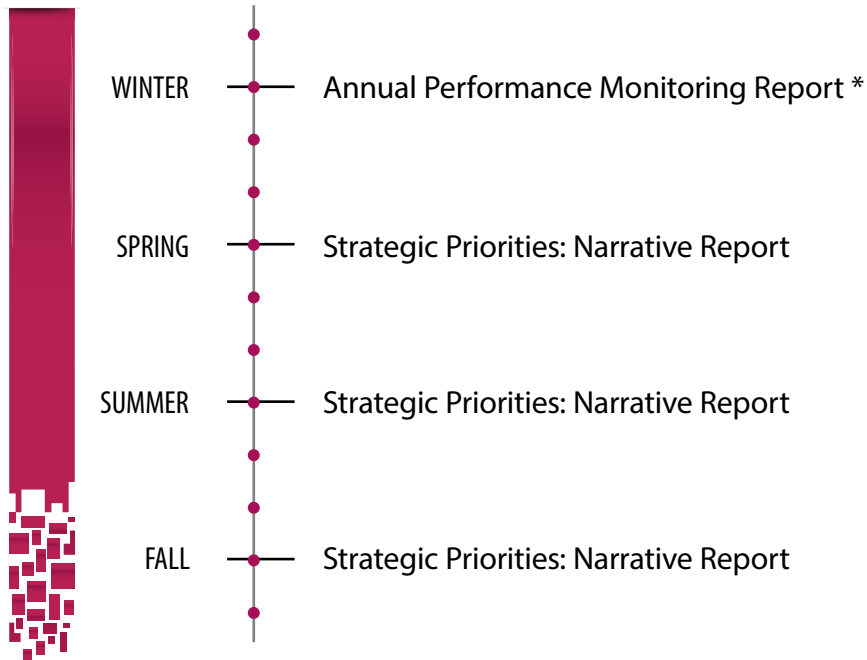 WINTER Annual Performance Monitoring Report *
SPRING Strategic Priorities: Narrative Report
SUMMER Strategic Priorities: Narrative Report
FALL Strategic Priorities: Narrative Report